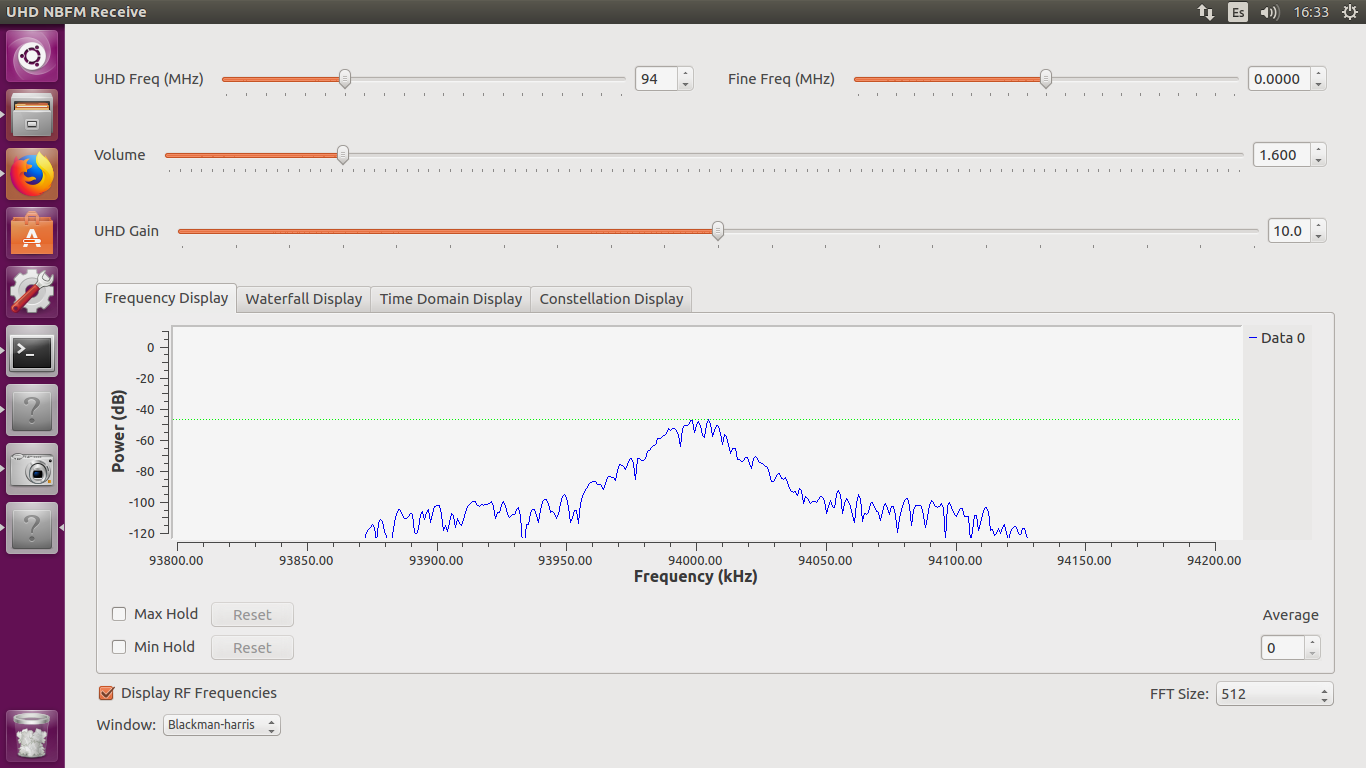 UHD NBFM Receive
Es
16:33
UHD Freq (MHz)
94
Fine Freq (MHz)
0.0000
Volume
1.600
UHD Gain
10.0
Frequency Display
Waterfall Display
Time Domain Display
Constellation Display
Data 0
Power (dB)
0
-20
-40
-60
-80
-100
-120
93800.00
93850.00
93900.00
93950.00
94000.00
94050.00
94100.00
94150.00
94200.00
Frequency (kHz)
Max Hold
Reset
Average
Min Hold
Reset
0
Display RF Frequencies
FFT Size:
512
Window:
Blackman-harris